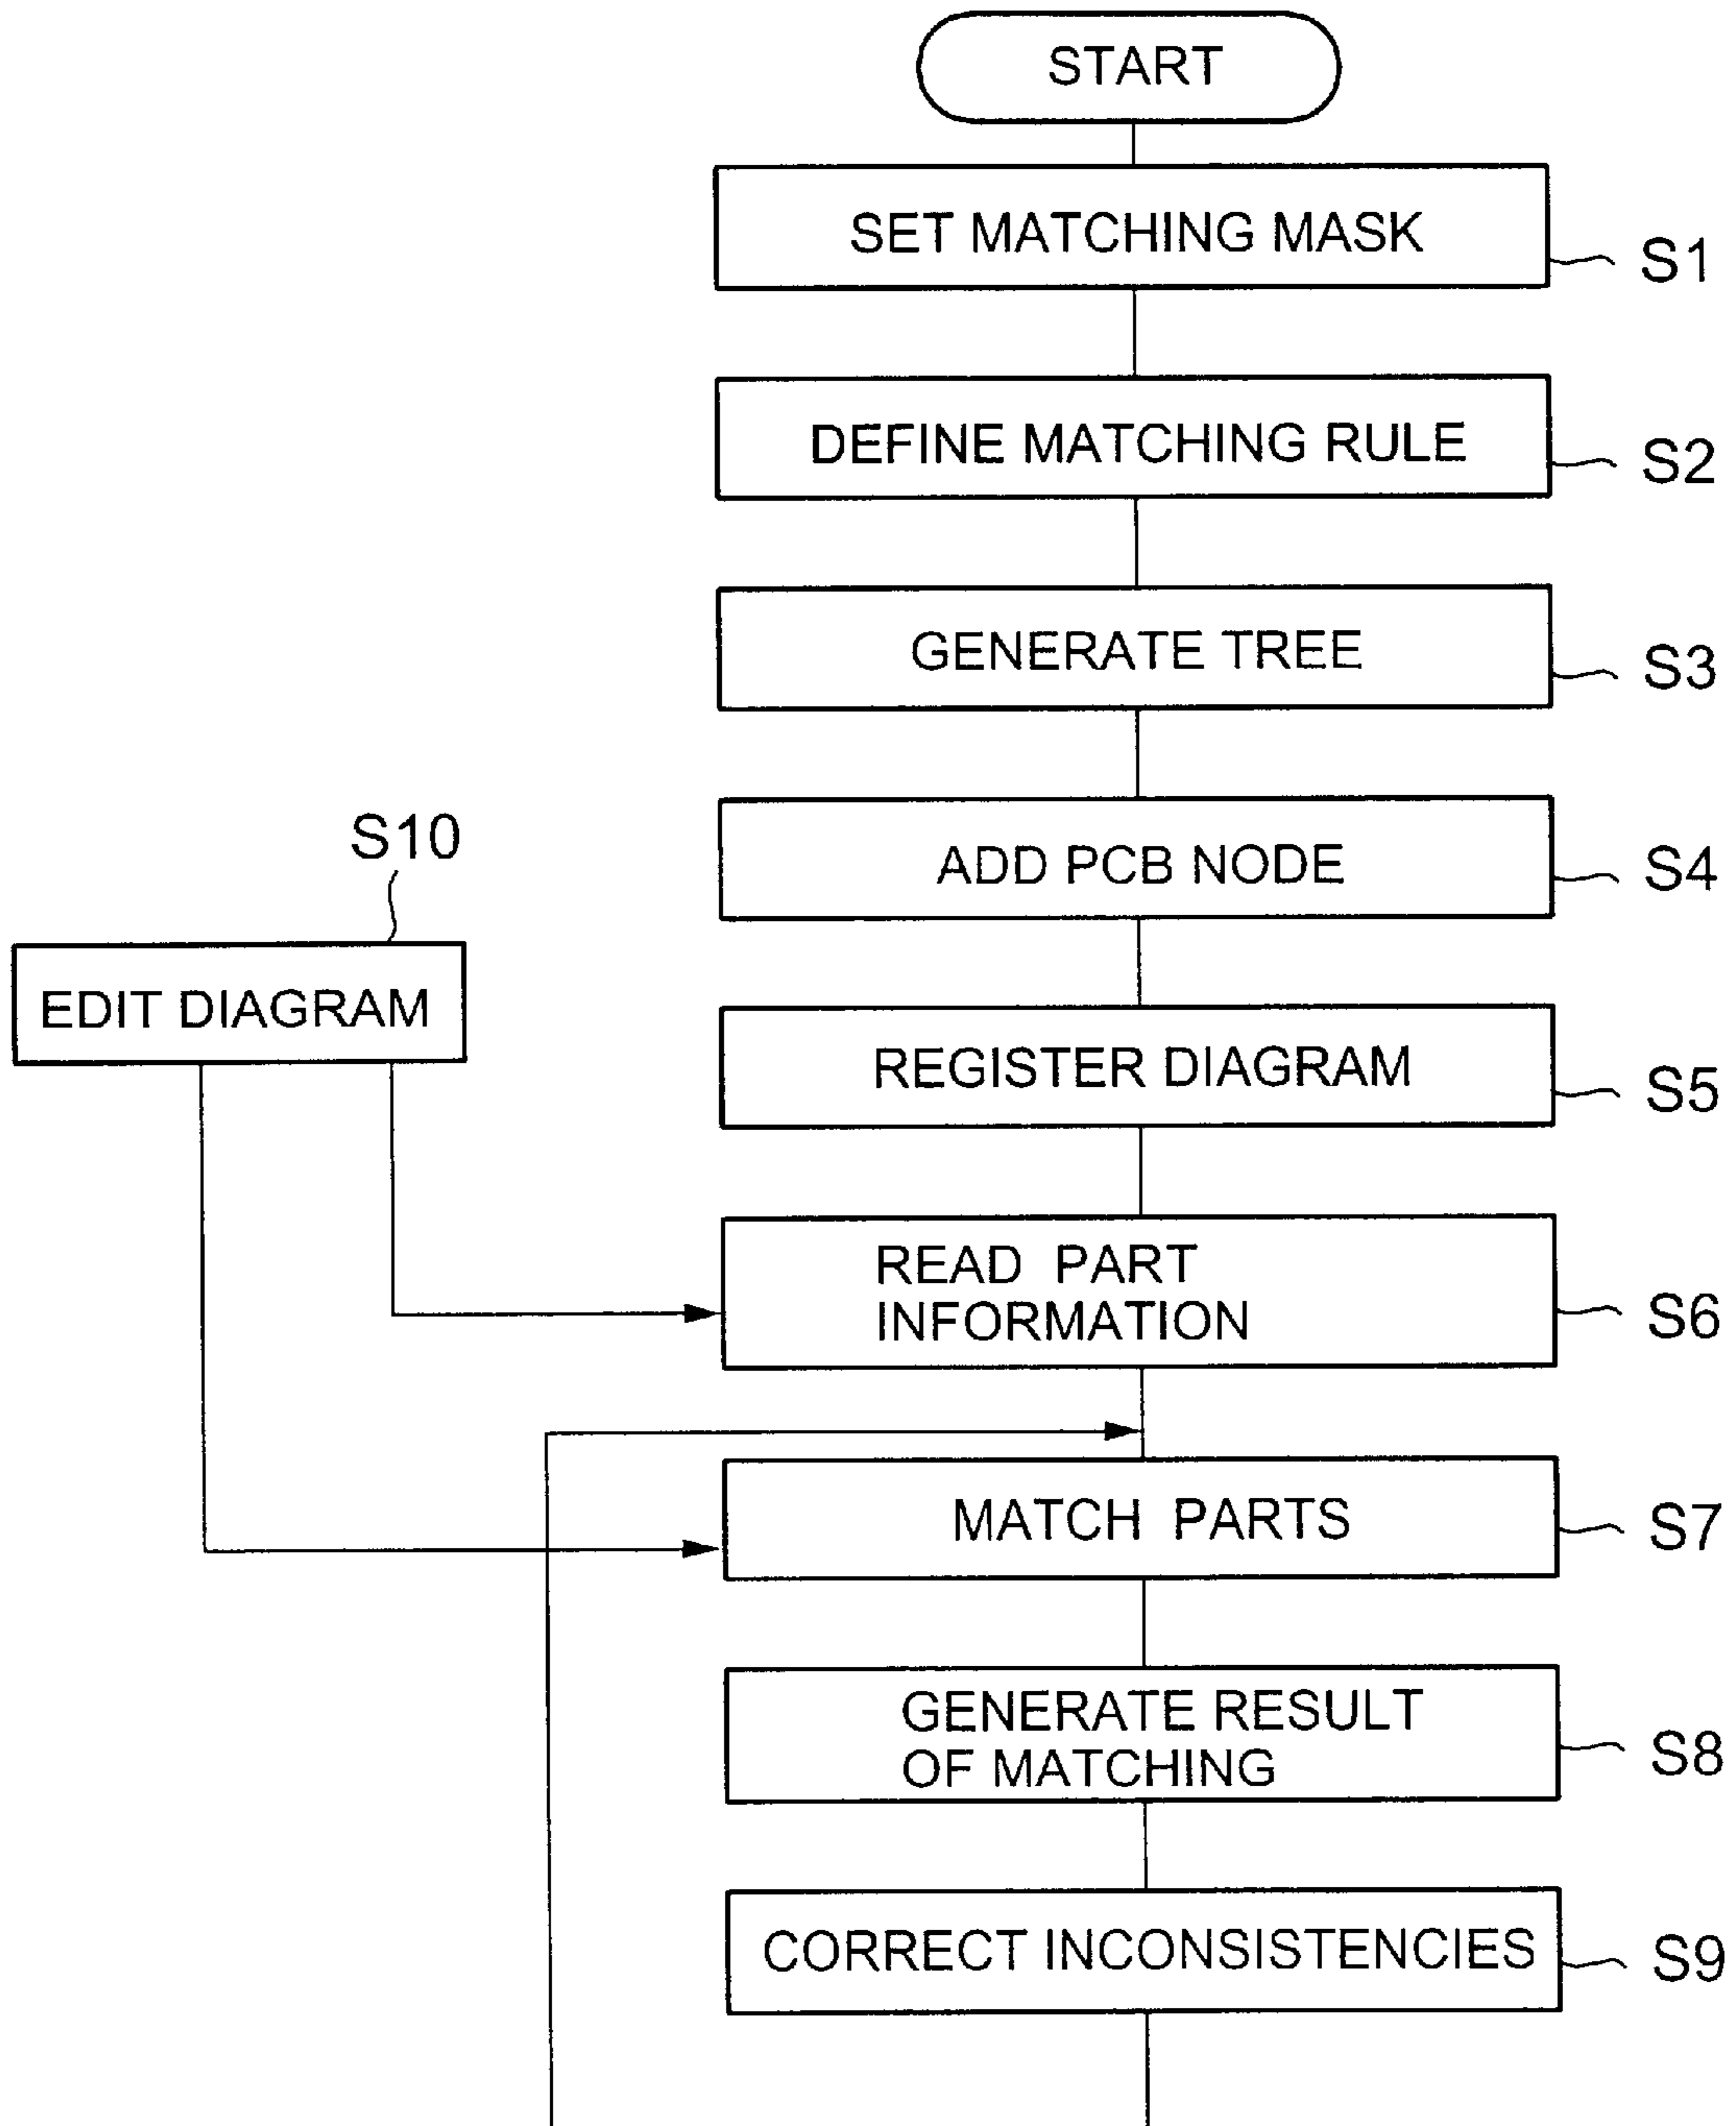 START
SET MATCHING MASK
S1
DEFINE MATCHING RULE
S2
GENERATE TREE
S3
ADD PCB NODE
S4
S10
EDIT DIAGRAM
REGISTER DIAGRAM
S5
READ PART
INFORMATION
S6
MATCH PARTS
S7
GENERATE RESULT
OF MATCHING
S8
CORRECT INCONSISTENCIES
S9